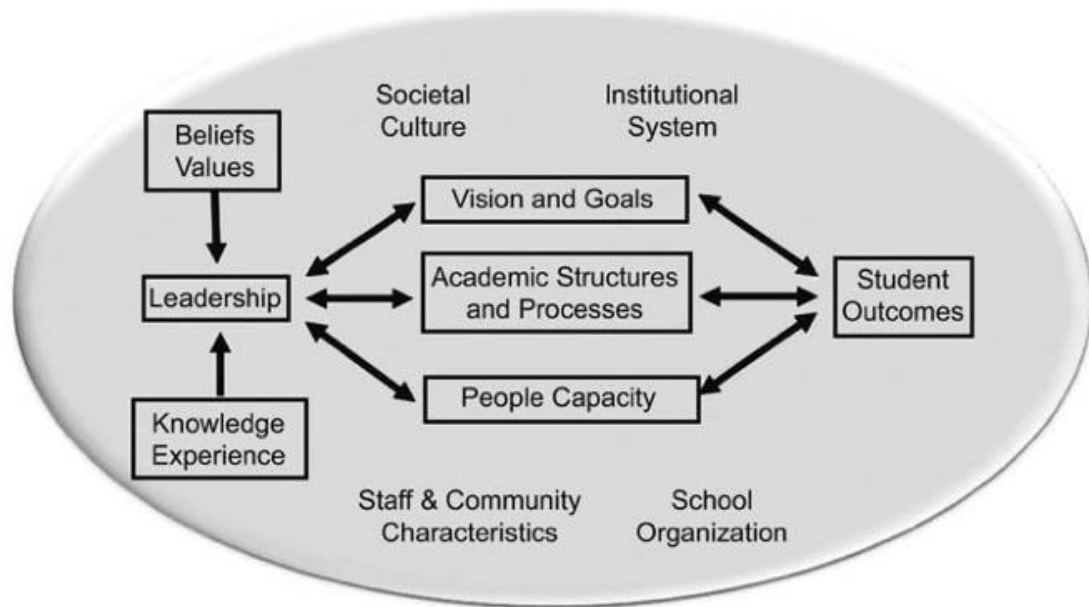 Societal
Culture
Institutional
System
Beliefs
Values
Vision and Goals
Leadership
Academic Structures
and Processes
Student
Outcomes
People Capacity
Knowledge
Experience
Staff & Community
Characteristics
School
Organization